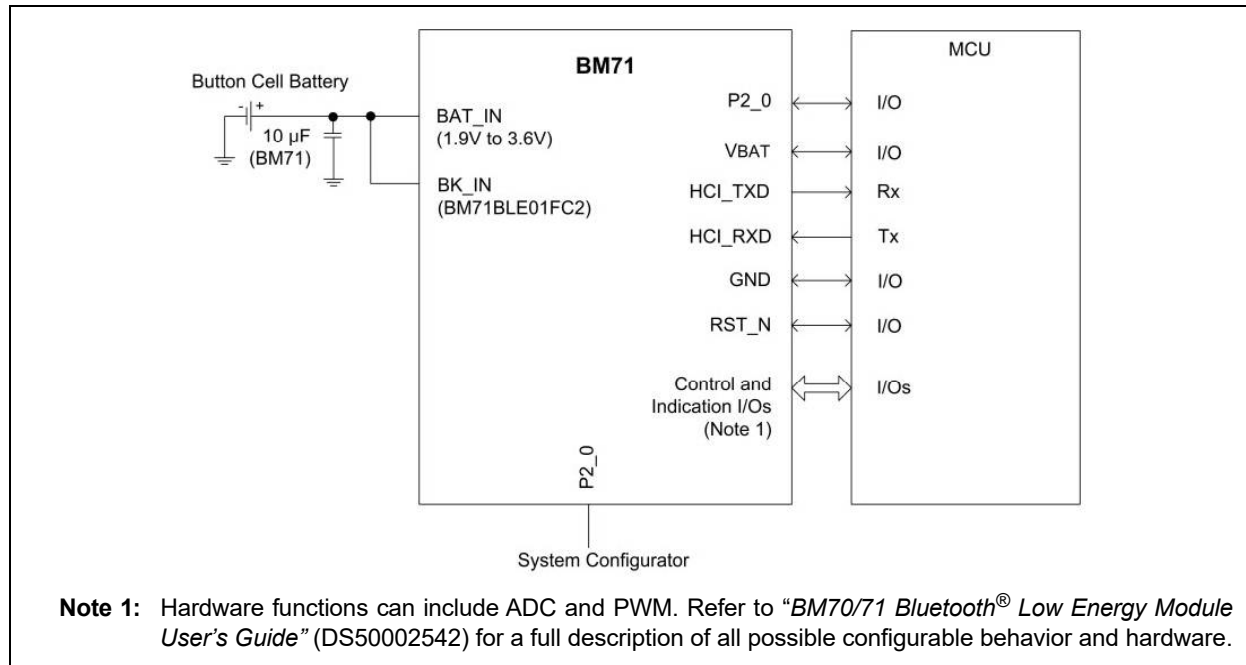 BM71
MCU
Button Cell Battery
- +
10 µF
(BM71)
BAT_IN
(1.9V to 3.6V)
BK_IN
(BM71BLE01FC2)
P2_0
I/O
VBAT
I/O
HCI_TXD
Rx
HCI_RXD
Tx
GND
I/O
RST_N
I/O
Control and
Indication I/Os
(Note 1)
I/Os
P2_0
System Configurator
Note 1: Hardware functions can include ADC and PWM. Refer to “BM70/71 Bluetooth® Low Energy Module
User's Guide” (DS50002542) for a full description of all possible configurable behavior and hardware.